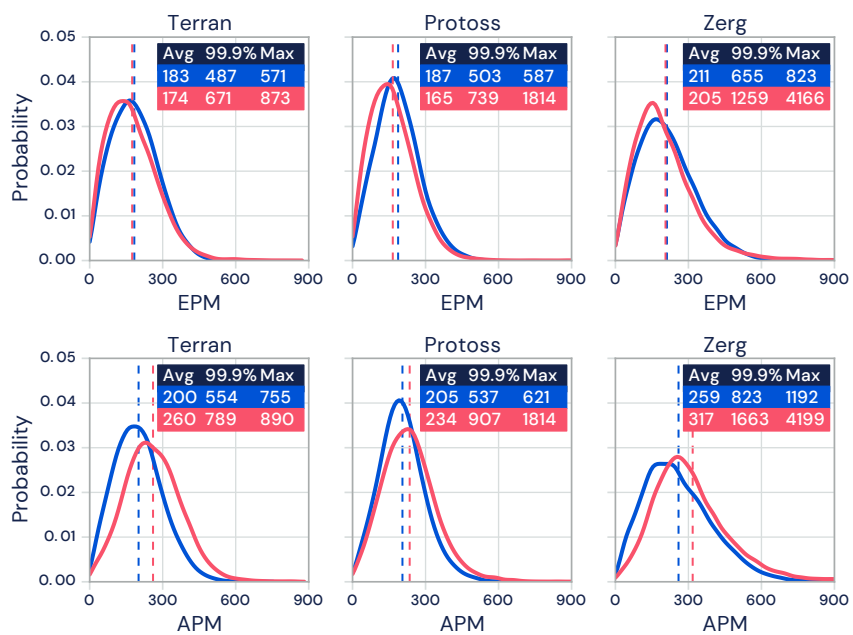 Terran Protoss Zerg
0.05
Avg 99.9% Max Avg 99.9% Max Avg 99.9% Max
183 487 571 187 503 587 211 655 823
0.04
174 671 873 165 739 1814 205 1259 4166
0.03
Probability
0.02
0.01
0.00
0 300 600 900 0 300 600 900 0 300 600 900
EPM EPM EPM
Terran Protoss Zerg
0.05
Avg 99.9% Max Avg 99.9% Max Avg 99.9% Max
200 554 755 205 537 621 259 823 1192
0.04
260 789 890 234 907 1814 317 1663 4199
0.03
Probability
0.02
0.01
0.00
0 300 600 900 0 300 600 900 0 300 600 900
APM APM APM